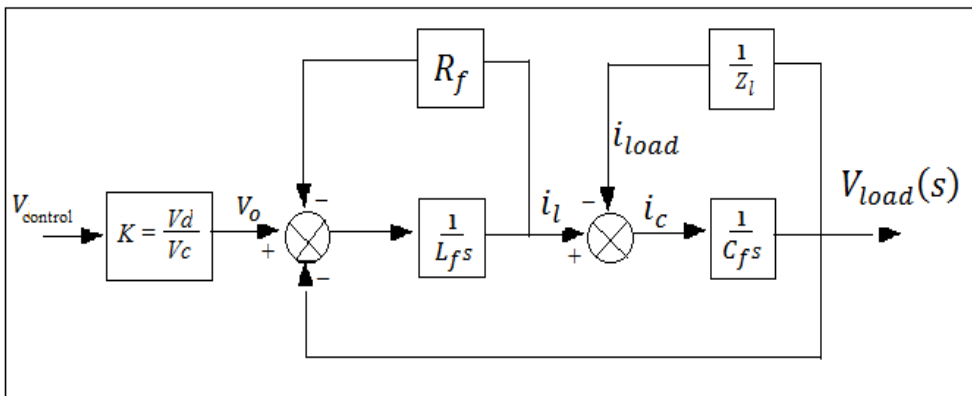 R_f
1/Z_l
i_load
V_control
K = Vd/Vc
V_o
+
−
−
1/(L_f s)
i_l
+
−
i_c
1/(C_f s)
V_load(s)